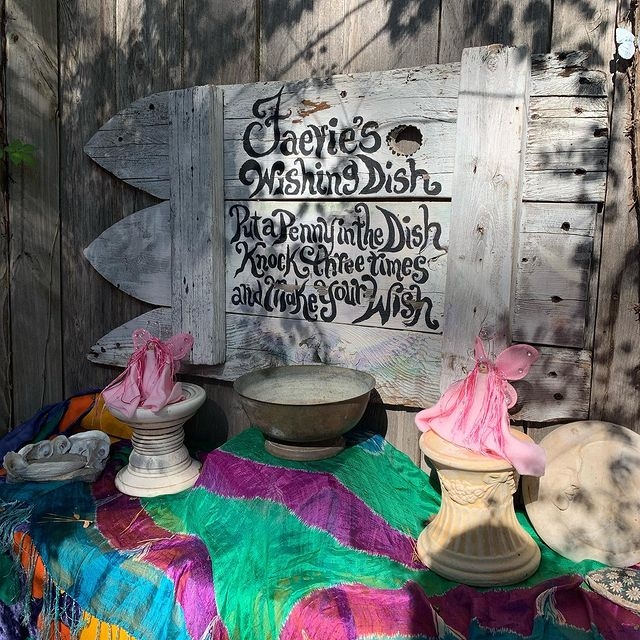 Faerie's
Wishing Dish
Put a Penny in the Dish
Knock three times
and Make Your Wish